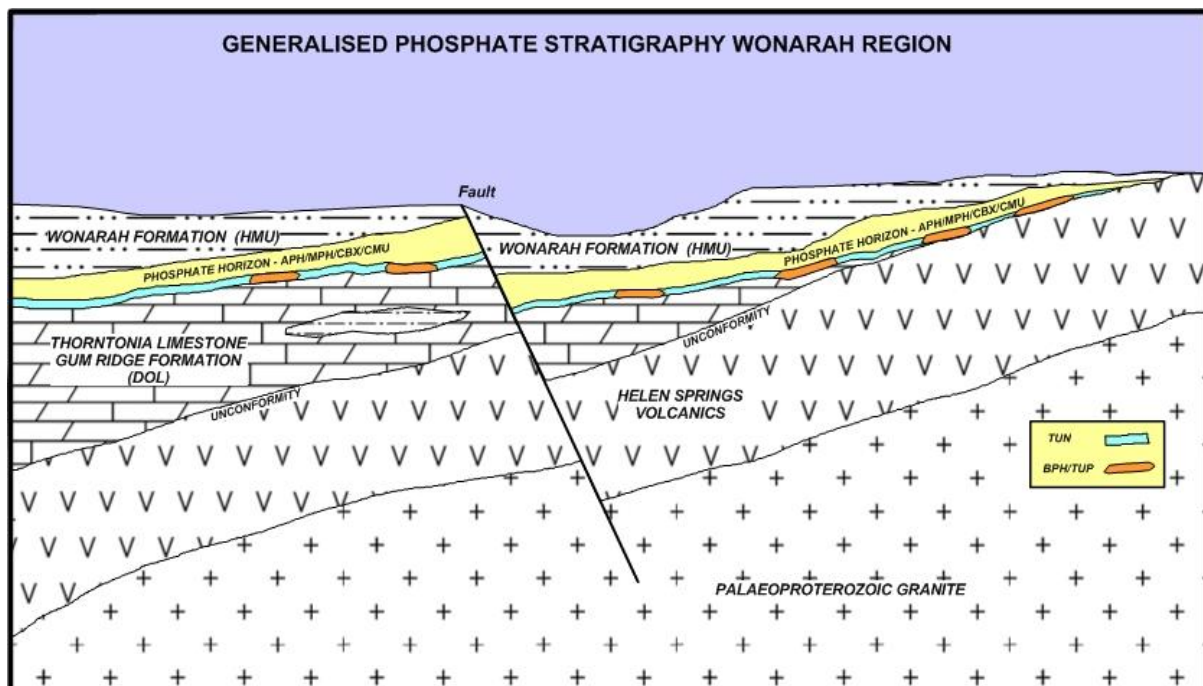 GENERALISED PHOSPHATE STRATIGRAPHY WONARAH REGION
Fault
WONARAH FORMATION (HMU)
WONARAH FORMATION (HMU)
PHOSPHATE HORIZON - APH/MPH/CBX/CMU
PHOSPHATE HORIZON - APH/MPH/CBX/CMU
THORNTONIA LIMESTONE
GUM RIDGE FORMATION
(DOL)
UNCONFORMITY
UNCONFORMITY
HELEN SPRINGS
VOLCANICS
TUN
BPH/TUP
PALAEOPROTEROZOIC GRANITE